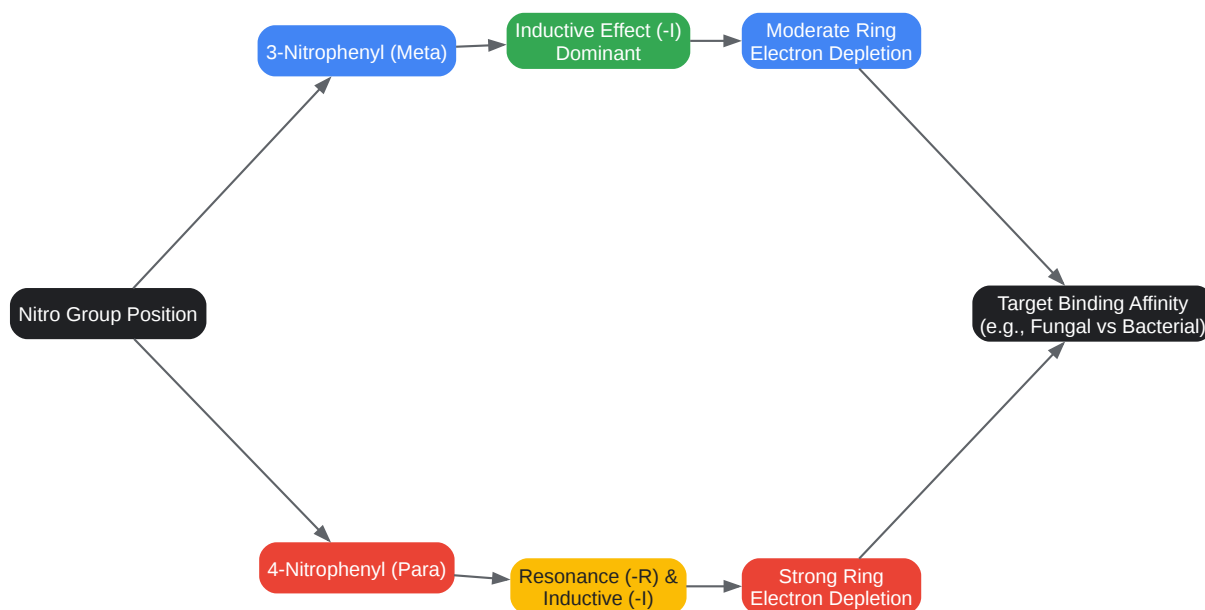 3-Nitrophenyl (Meta)
Inductive Effect (-I)
Dominant
Moderate Ring
Electron Depletion
Nitro Group Position
Target Binding Affinity
(e.g., Fungal vs Bacterial)
4-Nitrophenyl (Para)
Resonance (-R) &
Inductive (-I)
Strong Ring
Electron Depletion